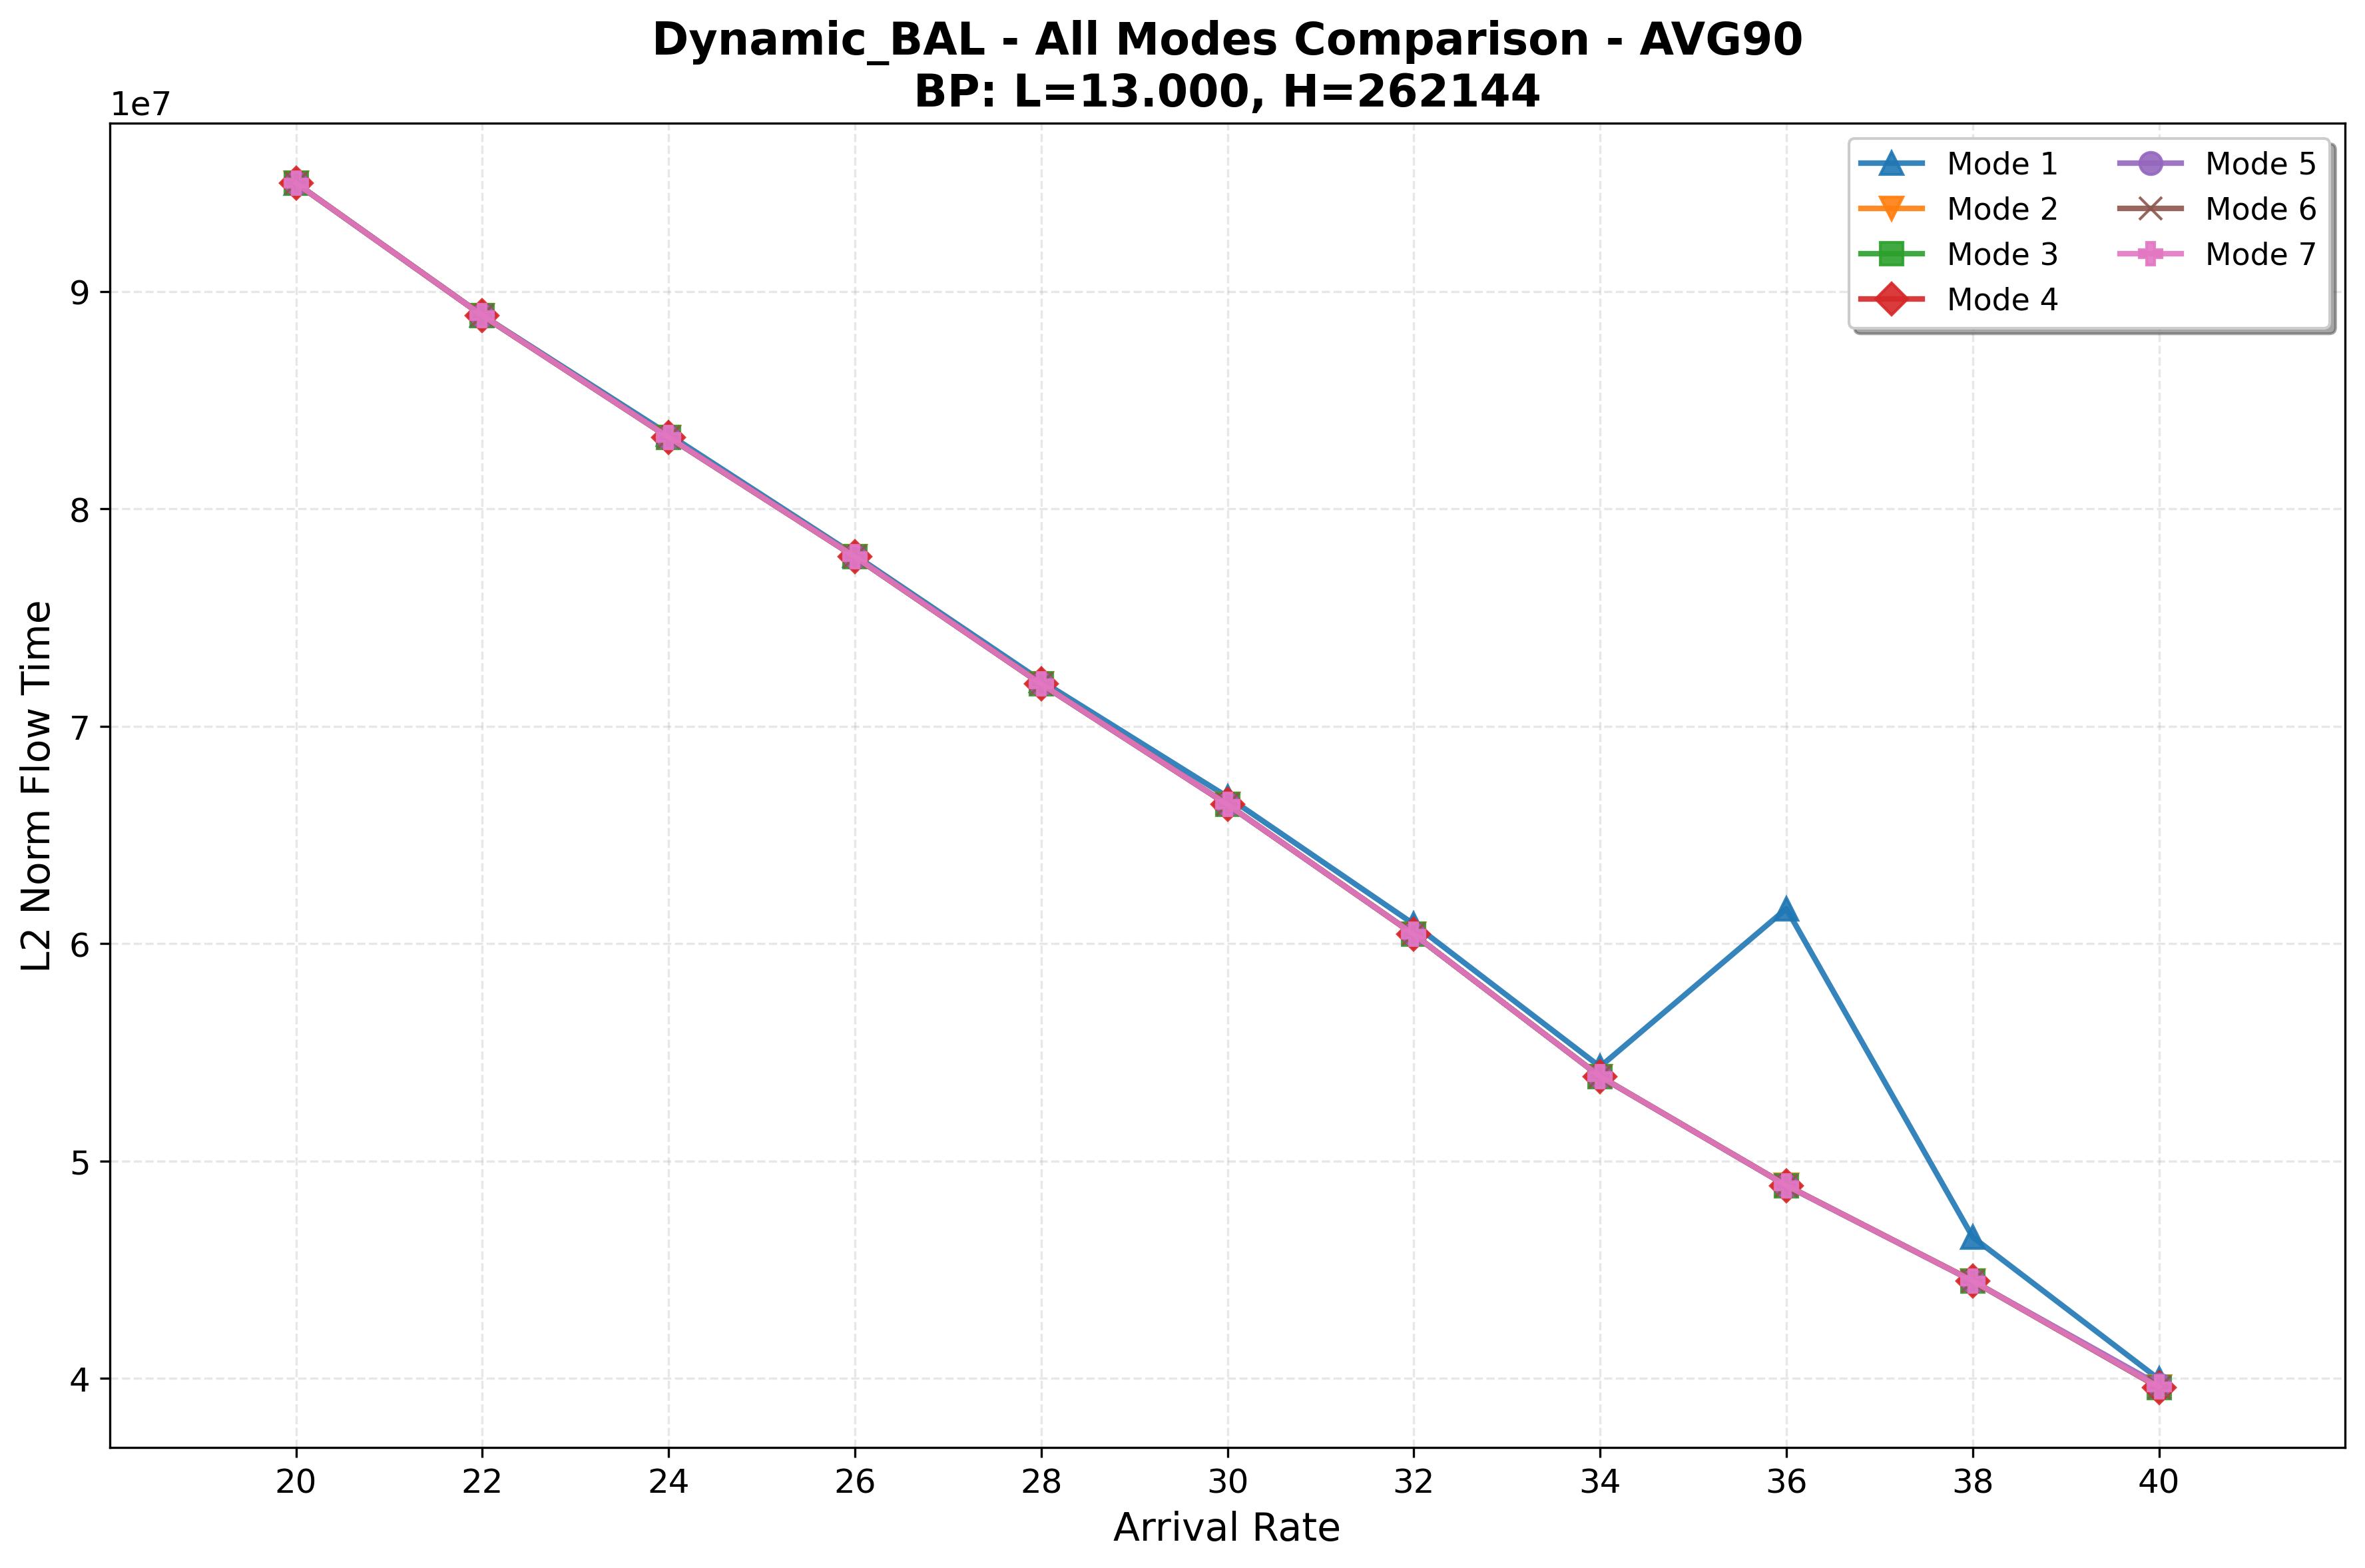 Dynamic_BAL - All Modes Comparison - AVG90
BP: L=13.000, H=262144
1e7
Mode 1
Mode 2
Mode 3
Mode 4
Mode 5
Mode 6
Mode 7
L2 Norm Flow Time
9
8
7
6
5
4
20 22 24 26 28 30 32 34 36 38 40
Arrival Rate